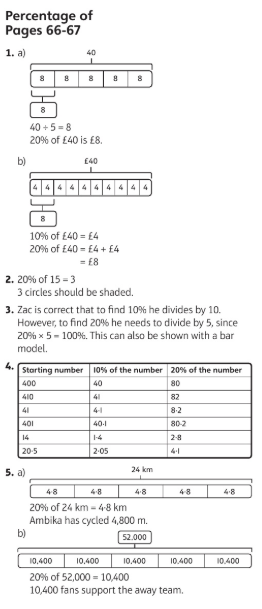 Percentage of
Pages 66-67
1. a)
40
8 8 8 8 8
8
40 ÷ 5 = 8
20% of £40 is £8.
b)
£40
4 4 4 4 4 4 4 4 4 4
8
10% of £40 = £4
20% of £40 = £4 + £4
= £8
2. 20% of 15 = 3
3 circles should be shaded.
3. Zac is correct that to find 10% he divides by 10.
However, to find 20% he needs to divide by 5, since
20% × 5 = 100%. This can also be shown with a bar
model.
4.
Starting number 10% of the number 20% of the number
400 40 80
410 41 82
41 4·1 8·2
401 40·1 80·2
14 1·4 2·8
20·5 2·05 4·1
5. a)
24 km
4·8 4·8 4·8 4·8 4·8
20% of 24 km = 4·8 km
Ambika has cycled 4,800 m.
b)
52,000
10,400 10,400 10,400 10,400 10,400
20% of 52,000 = 10,400
10,400 fans support the away team.